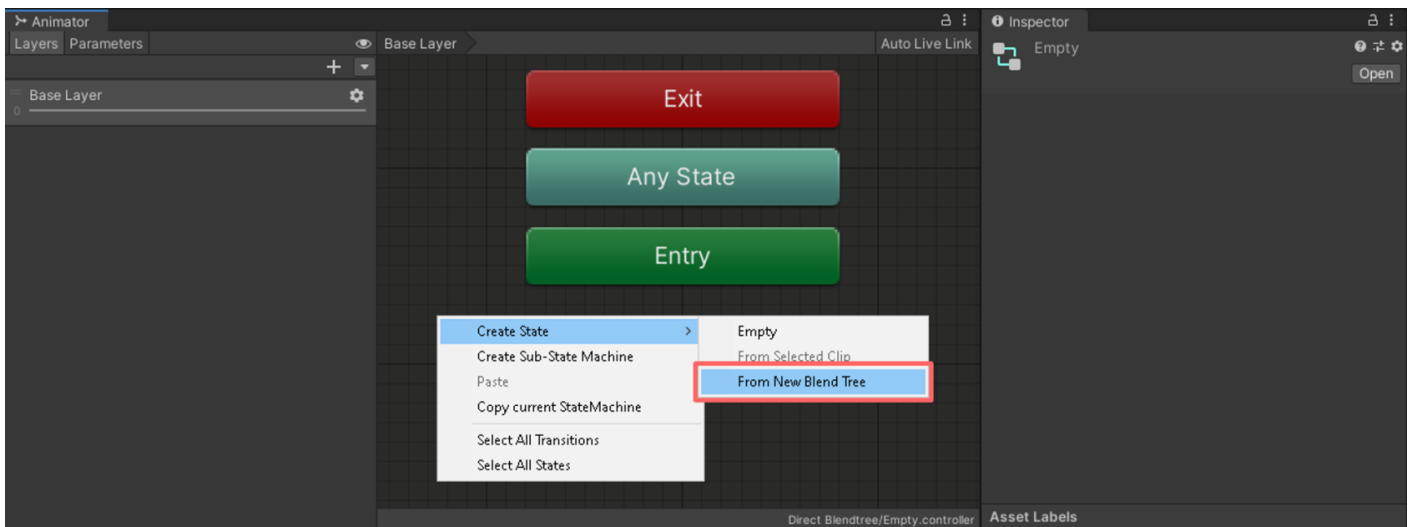 Animator
Inspector
Layers Parameters
Base Layer
Auto Live Link
Empty
Open
Base Layer
0
Exit
Any State
Entry
Create State
Create Sub-State Machine
Paste
Copy current StateMachine
Select All Transitions
Select All States
Empty
From Selected Clip
From New Blend Tree
Direct Blendtree/Empty.controller
Asset Labels